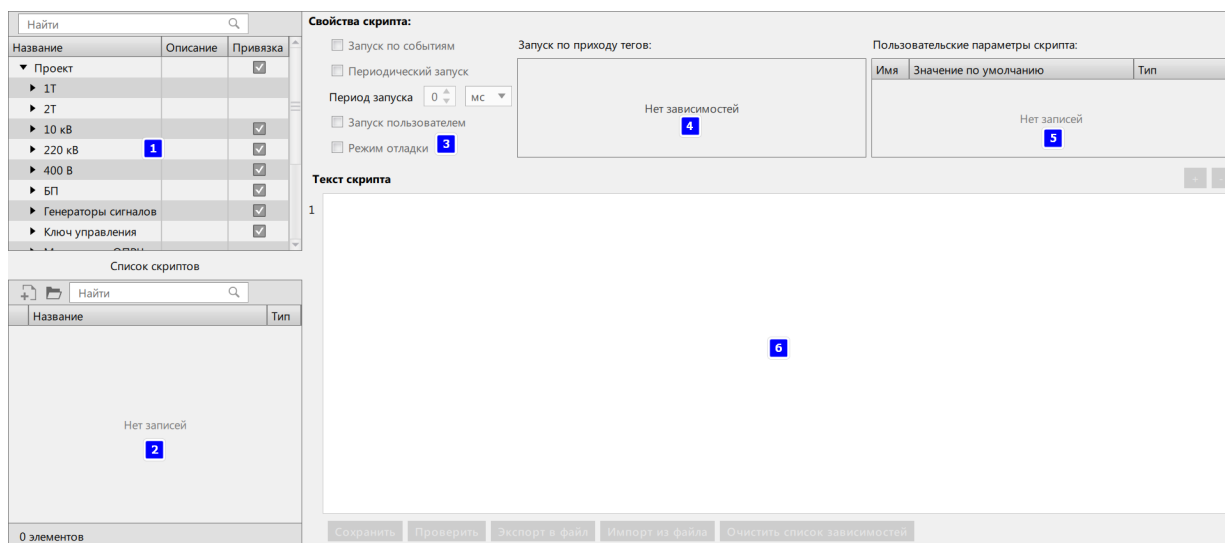 Найти
Название Описание Привязка
Проект
1Т
2Т
10 кВ
220 кВ
1
400 В
БП
Генераторы сигналов
Ключ управления
Список скриптов
Найти
Название Тип
Нет записей
2
0 элементов
Свойства скрипта:
Запуск по событиям
Периодический запуск
Период запуска 0 мс
Запуск пользователем
Режим отладки
3
Запуск по приходу тегов:
Нет зависимостей
4
Пользовательские параметры скрипта:
Имя Значение по умолчанию Тип
Нет записей
5
Текст скрипта
+ -
1
6
Сохранить Проверить Экспорт в файл Импорт из файла Очистить список зависимостей